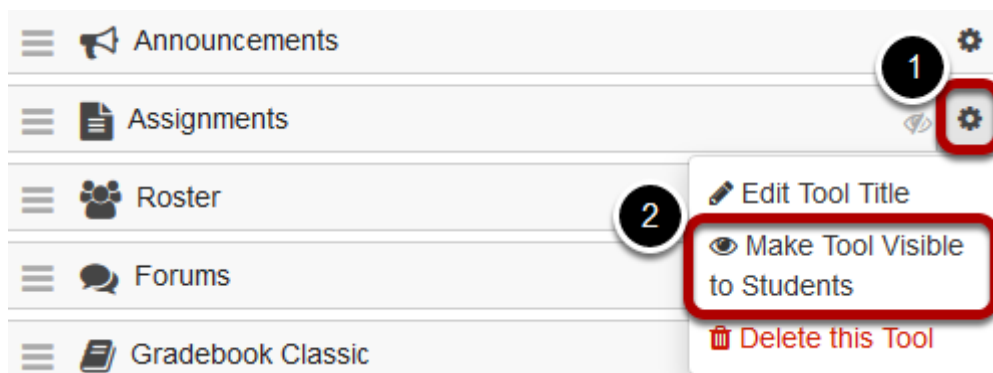 Announcements
1
Assignments
Roster
Edit Tool Title
2
Make Tool Visible
to Students
Forums
Delete this Tool
Gradebook Classic